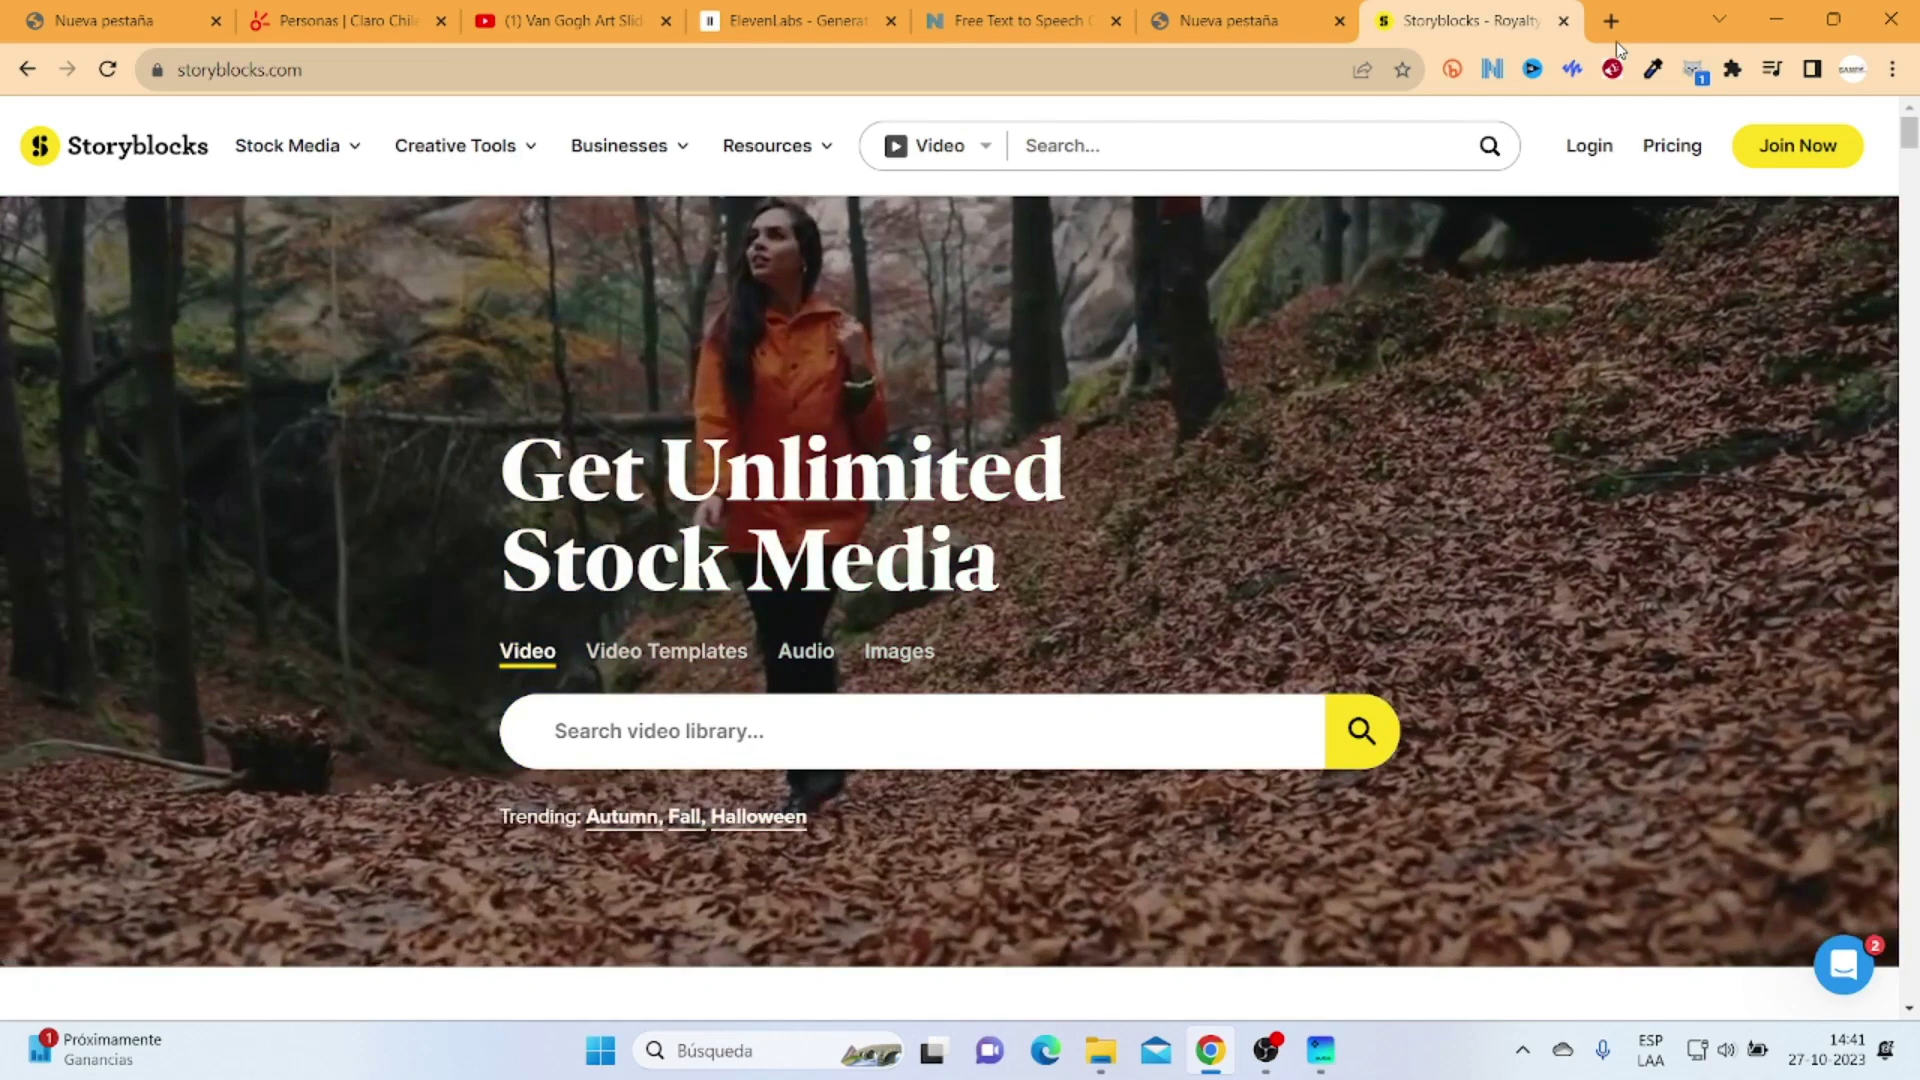 Nueva pestaña
Personas | Claro Chile
(1) Van Gogh Art Slid
ElevenLabs - Generat
Free Text to Speech
Nueva pestaña
Storyblocks - Royalty
storyblocks.com
1
Storyblocks
Stock Media
Creative Tools
Businesses
Resources
Video
Search...
Login
Pricing
Join Now
Get Unlimited
Stock Media
Video
Video Templates
Audio
Images
Search video library...
Trending: Autumn, Fall, Halloween
2
1
Próximamente
Ganancias
Búsqueda
ESP
LAA
14:41
27-10-2023